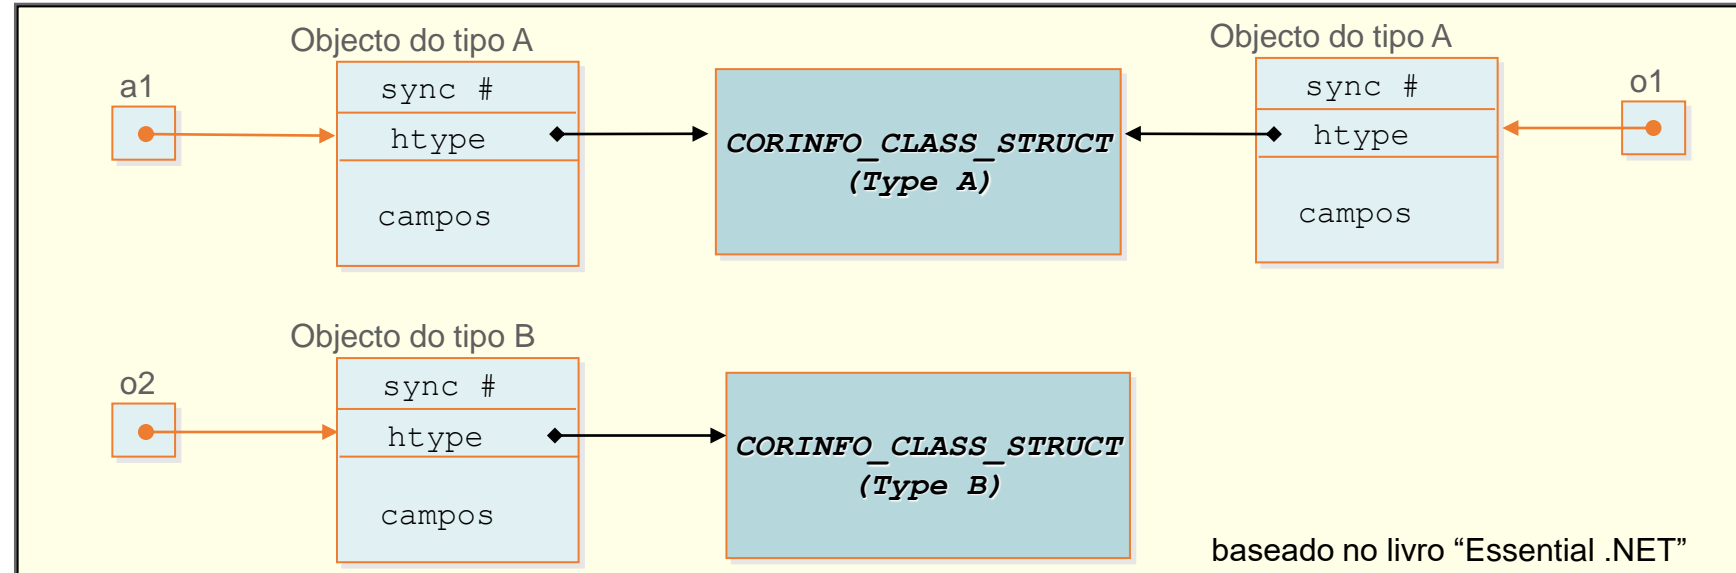 Objecto do tipo A
a1
sync #
htype
campos
CORINFO_CLASS_STRUCT
(Type A)
Objecto do tipo A
sync #
htype
campos
o1
Objecto do tipo B
o2
sync #
htype
campos
CORINFO_CLASS_STRUCT
(Type B)
baseado no livro “Essential .NET”